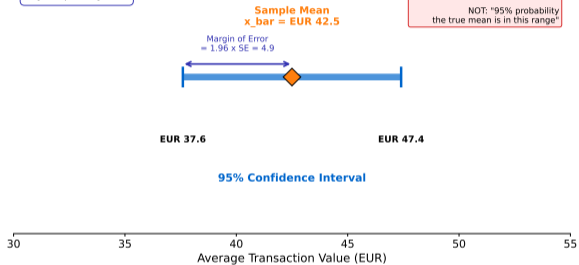 Sample Mean
x_bar = EUR 42.5
NOT: "95% probability
the true mean is in this range"
Margin of Error
= 1.96 x SE = 4.9
EUR 37.6
EUR 47.4
95% Confidence Interval
30 35 40 45 50 55
Average Transaction Value (EUR)